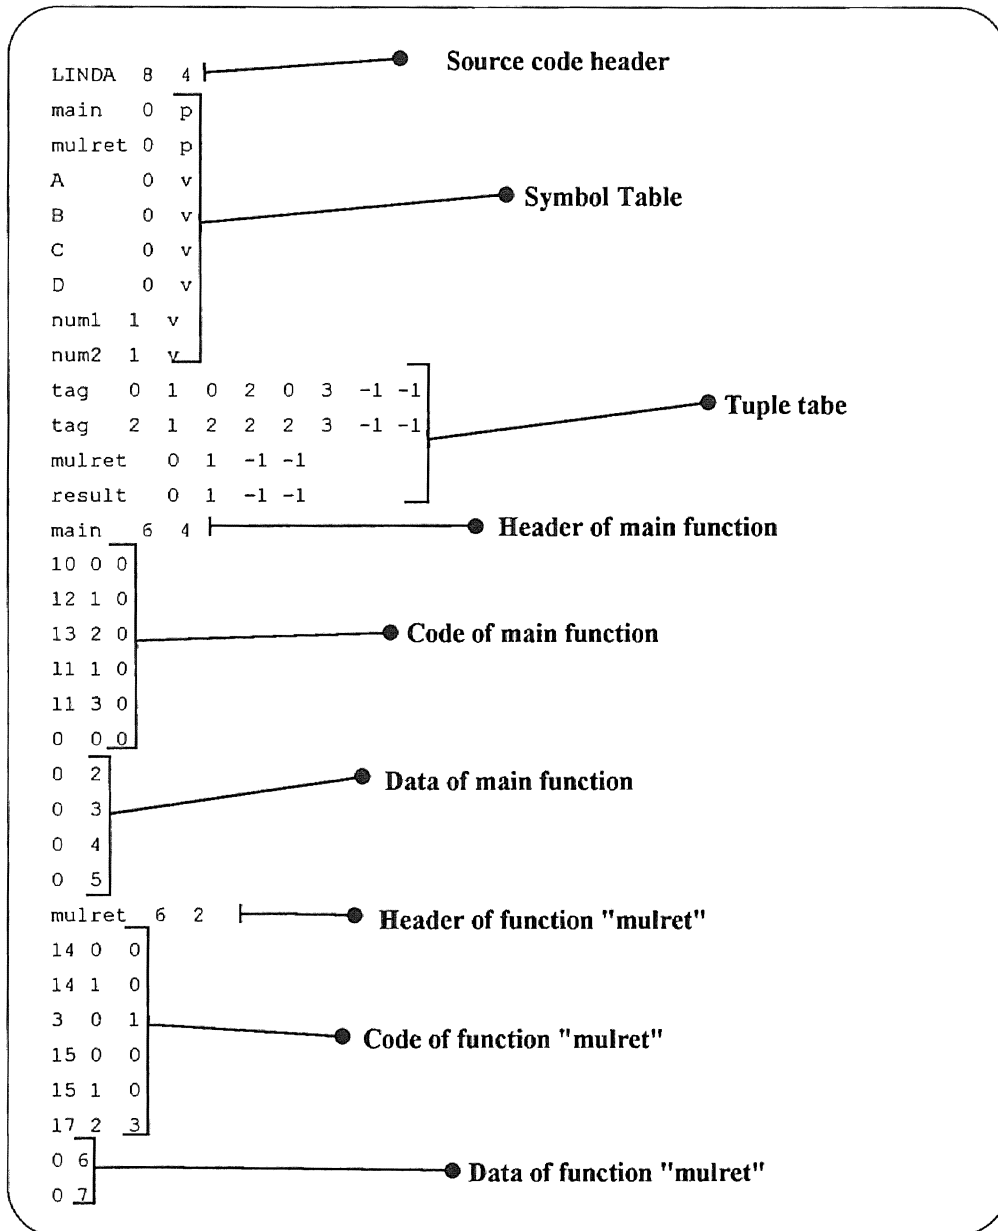 LINDA 8 4 Source code header
main 0 p
mulret 0 p
A 0 v
B 0 v Symbol Table
C 0 v
D 0 v
num1 1 v
num2 1 v
tag 0 1 0 2 0 3 -1 -1
tag 2 1 2 2 2 3 -1 -1 Tuple tabe
mulret 0 1 -1 -1
result 0 1 -1 -1
main 6 4 Header of main function
10 0 0
12 1 0
13 2 0 Code of main function
11 1 0
11 3 0
0 0 0
0 2 Data of main function
0 3
0 4
0 5
mulret 6 2 Header of function "mulret"
14 0 0
14 1 0
3 0 1 Code of function "mulret"
15 0 0
15 1 0
17 2 3
0 6 Data of function "mulret"
0 7